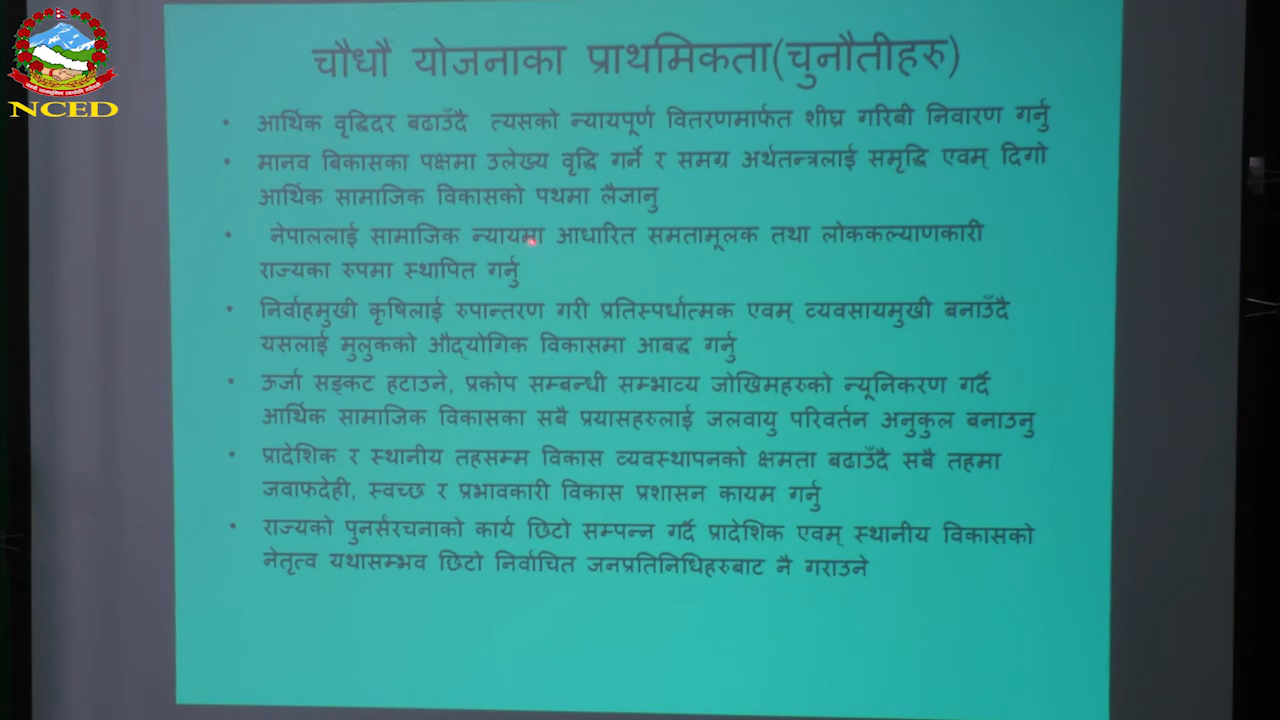 NCED
चौधौ योजनाका प्राथमिकता(चुनौतीहरु)
• आर्थिक वृद्धिदर बढाउँदै त्यसको न्यायपूर्ण वितरणमार्फत शीघ्र गरिबी निवारण गर्नु
• मानव बिकासका पक्षमा उलेख्य वृद्धि गर्ने र समग्र अर्थतन्त्रलाई समृद्धि एवम् दिगो
आर्थिक सामाजिक विकासको पथमा लैजानु
• नेपाललाई सामाजिक न्यायमा आधारित समतामूलक तथा लोककल्याणकारी
राज्यका रुपमा स्थापित गर्नु
• निर्वाहमुखी कृषिलाई रुपान्तरण गरी प्रतिस्पर्धात्मक एवम् व्यवसायमुखी बनाउँदै
यसलाई मुलुकको औद्योगिक विकासमा आबद्ध गर्नु
• ऊर्जा सङ्कट हटाउने, प्रकोप सम्बन्धी सम्भाव्य जोखिमहरुको न्यूनिकरण गर्दै
आर्थिक सामाजिक विकासका सबै प्रयासहरुलाई जलवायु परिवर्तन अनुकुल बनाउनु
• प्रादेशिक र स्थानीय तहसम्म विकास व्यवस्थापनको क्षमता बढाउँदै सबै तहमा
जवाफदेही, स्वच्छ र प्रभावकारी विकास प्रशासन कायम गर्नु
• राज्यको पुनर्संरचनाको कार्य छिटो सम्पन्न गर्दै प्रादेशिक एवम् स्थानीय विकासको
नेतृत्व यथासम्भव छिटो निर्वाचित जनप्रतिनिधिहरुबाट नै गराउने